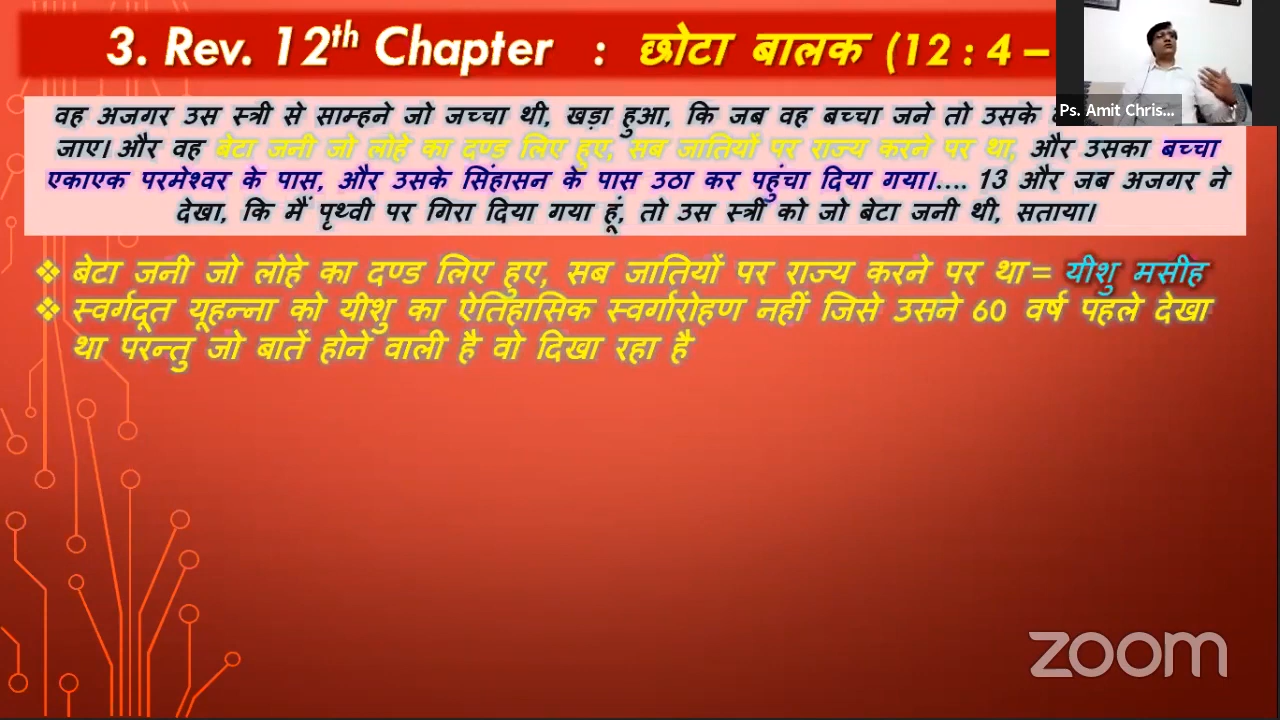 3. Rev. 12th Chapter : छोटा बालक (12 : 4 –
Ps. Amit Chris...
वह अजगर उस स्त्री से साम्हने जो जच्चा थी, खड़ा हुआ, कि जब वह बच्चा जने तो उसके
जाए। और वह बेटा जनी जो लोहे का दण्ड लिए हुए, सब जातियों पर राज्य करने पर था, और उसका बच्चा
एकाएक परमेश्वर के पास, और उसके सिंहासन के पास उठा कर पहुंचा दिया गया।.... 13 और जब अजगर ने
देखा, कि मैं पृथ्वी पर गिरा दिया गया हूं, तो उस स्त्री को जो बेटा जनी थी, सताया।
❖ बेटा जनी जो लोहे का दण्ड लिए हुए, सब जातियों पर राज्य करने पर था = यीशु मसीह
❖ स्वर्गदूत यूहन्ना को यीशु का ऐतिहासिक स्वर्गारोहण नहीं जिसे उसने 60 वर्ष पहले देखा
था परन्तु जो बातें होने वाली है वो दिखा रहा है
zoom